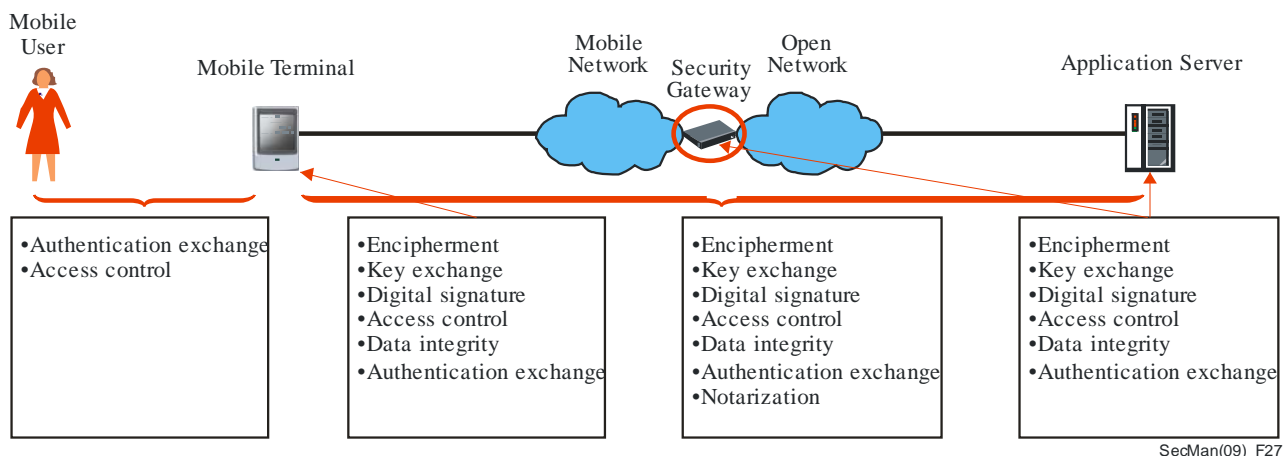 Mobile
User
Mobile Terminal
Mobile
Network
Security
Gateway
Open
Network
Application Server
•Authentication exchange
•Access control
•Encipherment
•Key exchange
•Digital signature
•Access control
•Data integrity
•Authentication exchange
•Encipherment
•Key exchange
•Digital signature
•Access control
•Data integrity
•Authentication exchange
•Notarization
•Encipherment
•Key exchange
•Digital signature
•Access control
•Data integrity
•Authentication exchange
SecMan(09)_F27